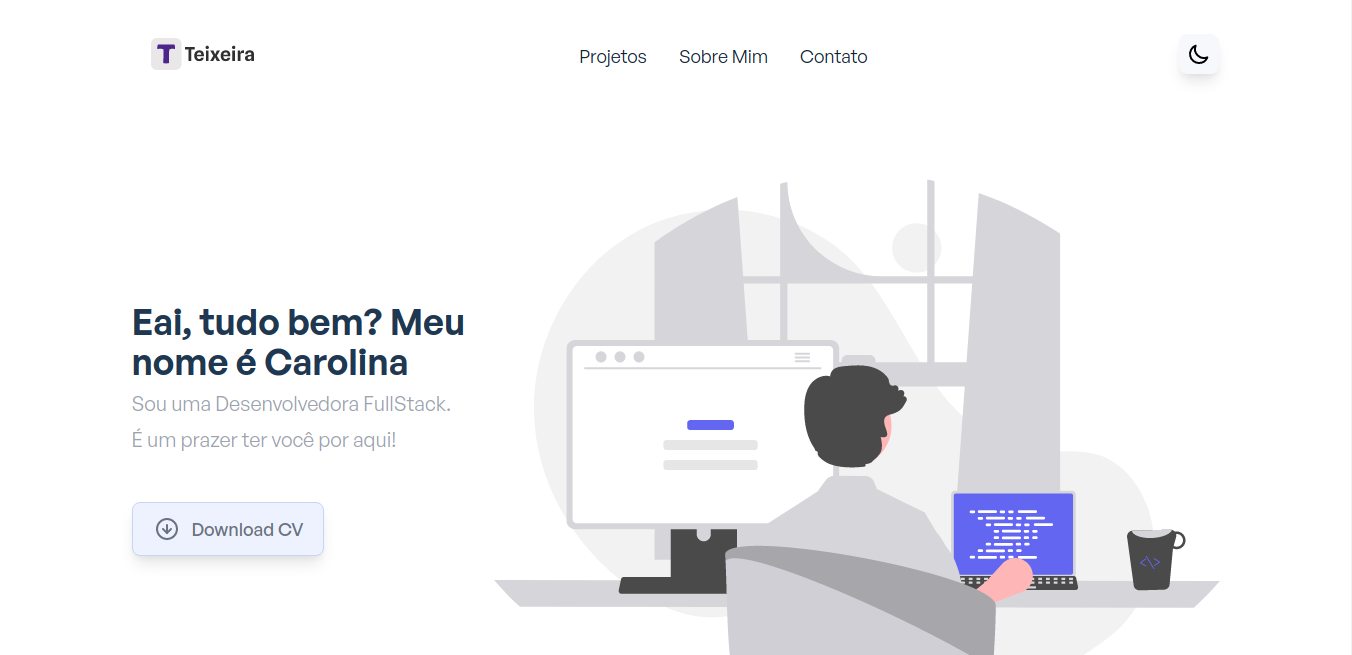 T Teixeira
Projetos Sobre Mim Contato
Eai, tudo bem? Meu
nome é Carolina
Sou uma Desenvolvedora FullStack.
É um prazer ter você por aqui!
Download CV
<\>